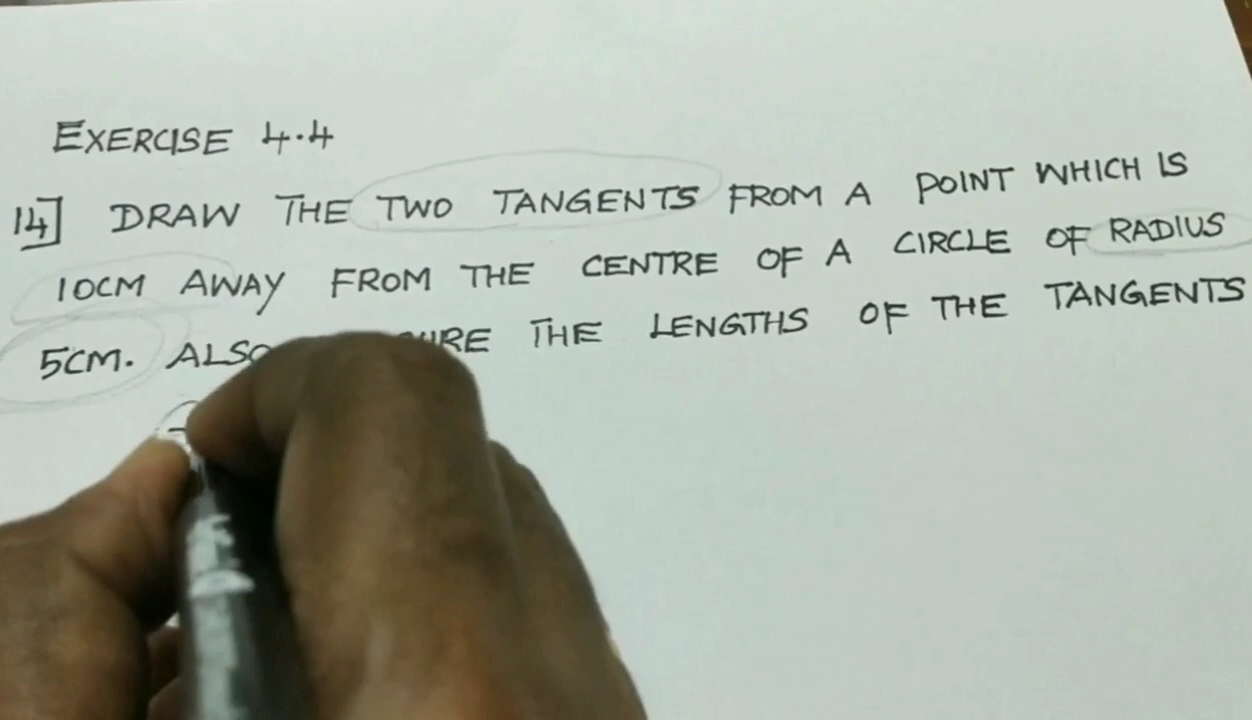 EXERCISE 4.4
14] DRAW THE TWO TANGENTS FROM A POINT WHICH IS
10CM AWAY FROM THE CENTRE OF A CIRCLE OF RADIUS
5CM. ALSO THE LENGTHS OF THE TANGENTS